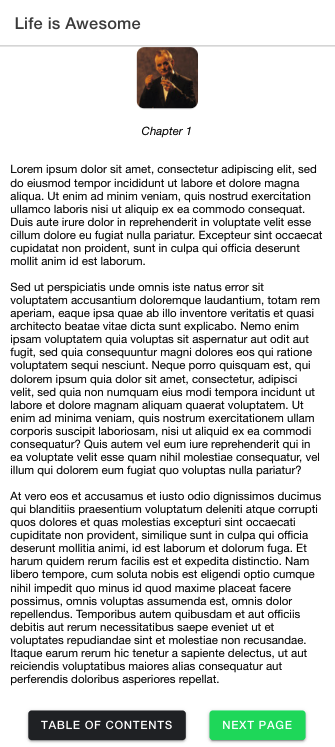 Life is Awesome
Chapter 1
Lorem ipsum dolor sit amet, consectetur adipiscing elit, sed
do eiusmod tempor incididunt ut labore et dolore magna
aliqua. Ut enim ad minim veniam, quis nostrud exercitation
ullamco laboris nisi ut aliquip ex ea commodo consequat.
Duis aute irure dolor in reprehenderit in voluptate velit esse
cillum dolore eu fugiat nulla pariatur. Excepteur sint occaecat
cupidatat non proident, sunt in culpa qui officia deserunt
mollit anim id est laborum.
Sed ut perspiciatis unde omnis iste natus error sit
voluptatem accusantium doloremque laudantium, totam rem
aperiam, eaque ipsa quae ab illo inventore veritatis et quasi
architecto beatae vitae dicta sunt explicabo. Nemo enim
ipsam voluptatem quia voluptas sit aspernatur aut odit aut
fugit, sed quia consequuntur magni dolores eos qui ratione
voluptatem sequi nesciunt. Neque porro quisquam est, qui
dolorem ipsum quia dolor sit amet, consectetur, adipisci
velit, sed quia non numquam eius modi tempora incidunt ut
labore et dolore magnam aliquam quaerat voluptatem. Ut
enim ad minima veniam, quis nostrum exercitationem ullam
corporis suscipit laboriosam, nisi ut aliquid ex ea commodi
consequatur? Quis autem vel eum iure reprehenderit qui in
ea voluptate velit esse quam nihil molestiae consequatur, vel
illum qui dolorem eum fugiat quo voluptas nulla pariatur?
At vero eos et accusamus et iusto odio dignissimos ducimus
qui blanditiis praesentium voluptatum deleniti atque corrupti
quos dolores et quas molestias excepturi sint occaecati
cupiditate non provident, similique sunt in culpa qui officia
deserunt mollitia animi, id est laborum et dolorum fuga. Et
harum quidem rerum facilis est et expedita distinctio. Nam
libero tempore, cum soluta nobis est eligendi optio cumque
nihil impedit quo minus id quod maxime placeat facere
possimus, omnis voluptas assumenda est, omnis dolor
repellendus. Temporibus autem quibusdam et aut officiis
debitis aut rerum necessitatibus saepe eveniet ut et
voluptates repudiandae sint et molestiae non recusandae.
Itaque earum rerum hic tenetur a sapiente delectus, ut aut
reiciendis voluptatibus maiores alias consequatur aut
perferendis doloribus asperiores repellat.
TABLE OF CONTENTS
NEXT PAGE